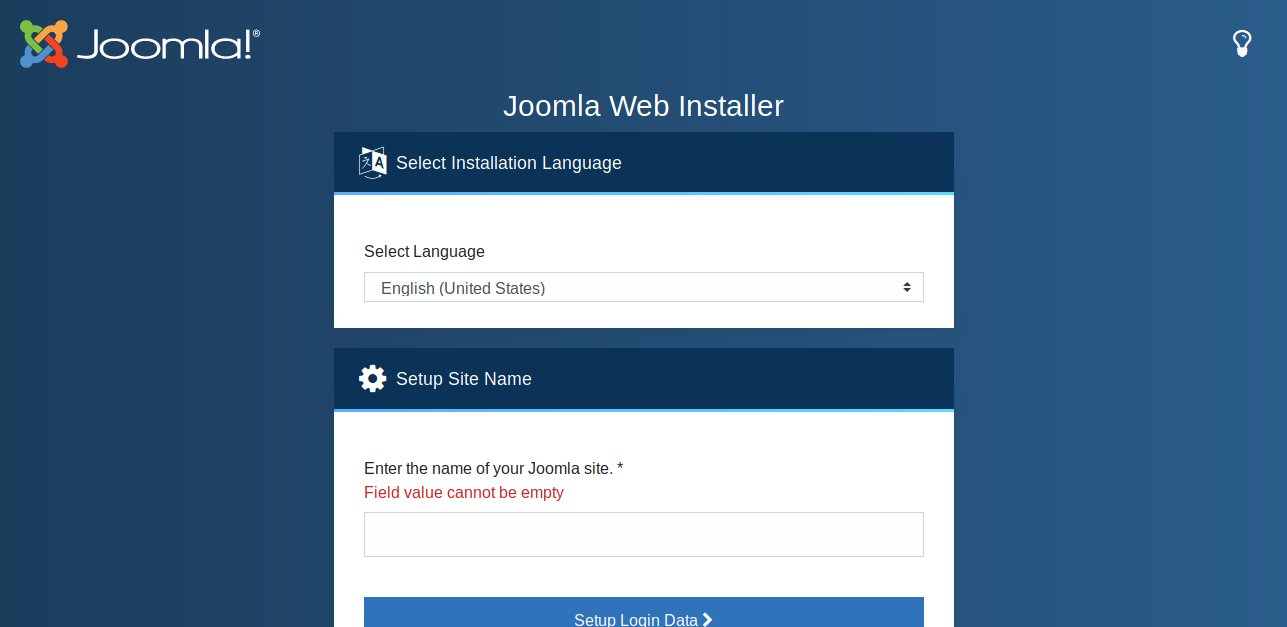 Joomla!®
Joomla Web Installer
Select Installation Language
Select Language
English (United States)
Setup Site Name
Enter the name of your Joomla site. *
Field value cannot be empty
Setup Login Data